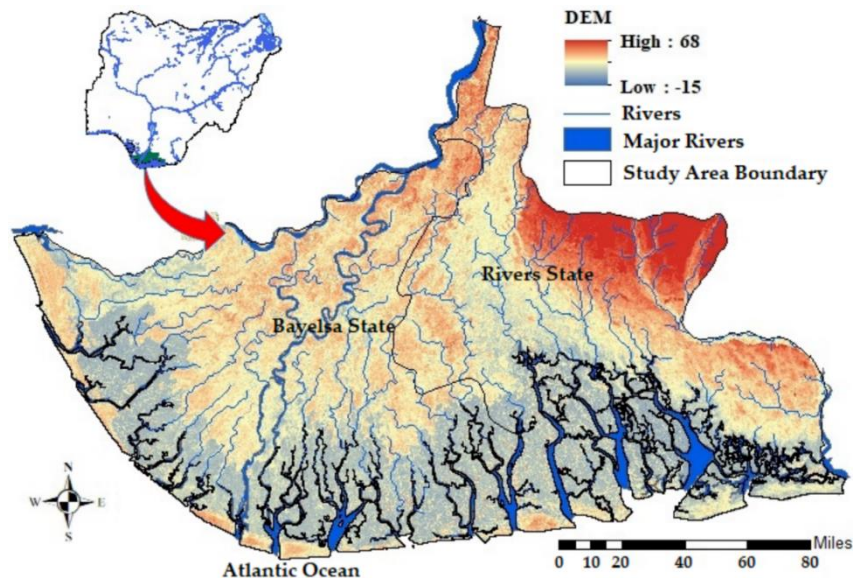 DEM
High : 68
Low : -15
Rivers
Major Rivers
Study Area Boundary
Rivers State
Bayelsa State
N
W E
S
Miles
0 5 10 20 40 60 80
Atlantic Ocean